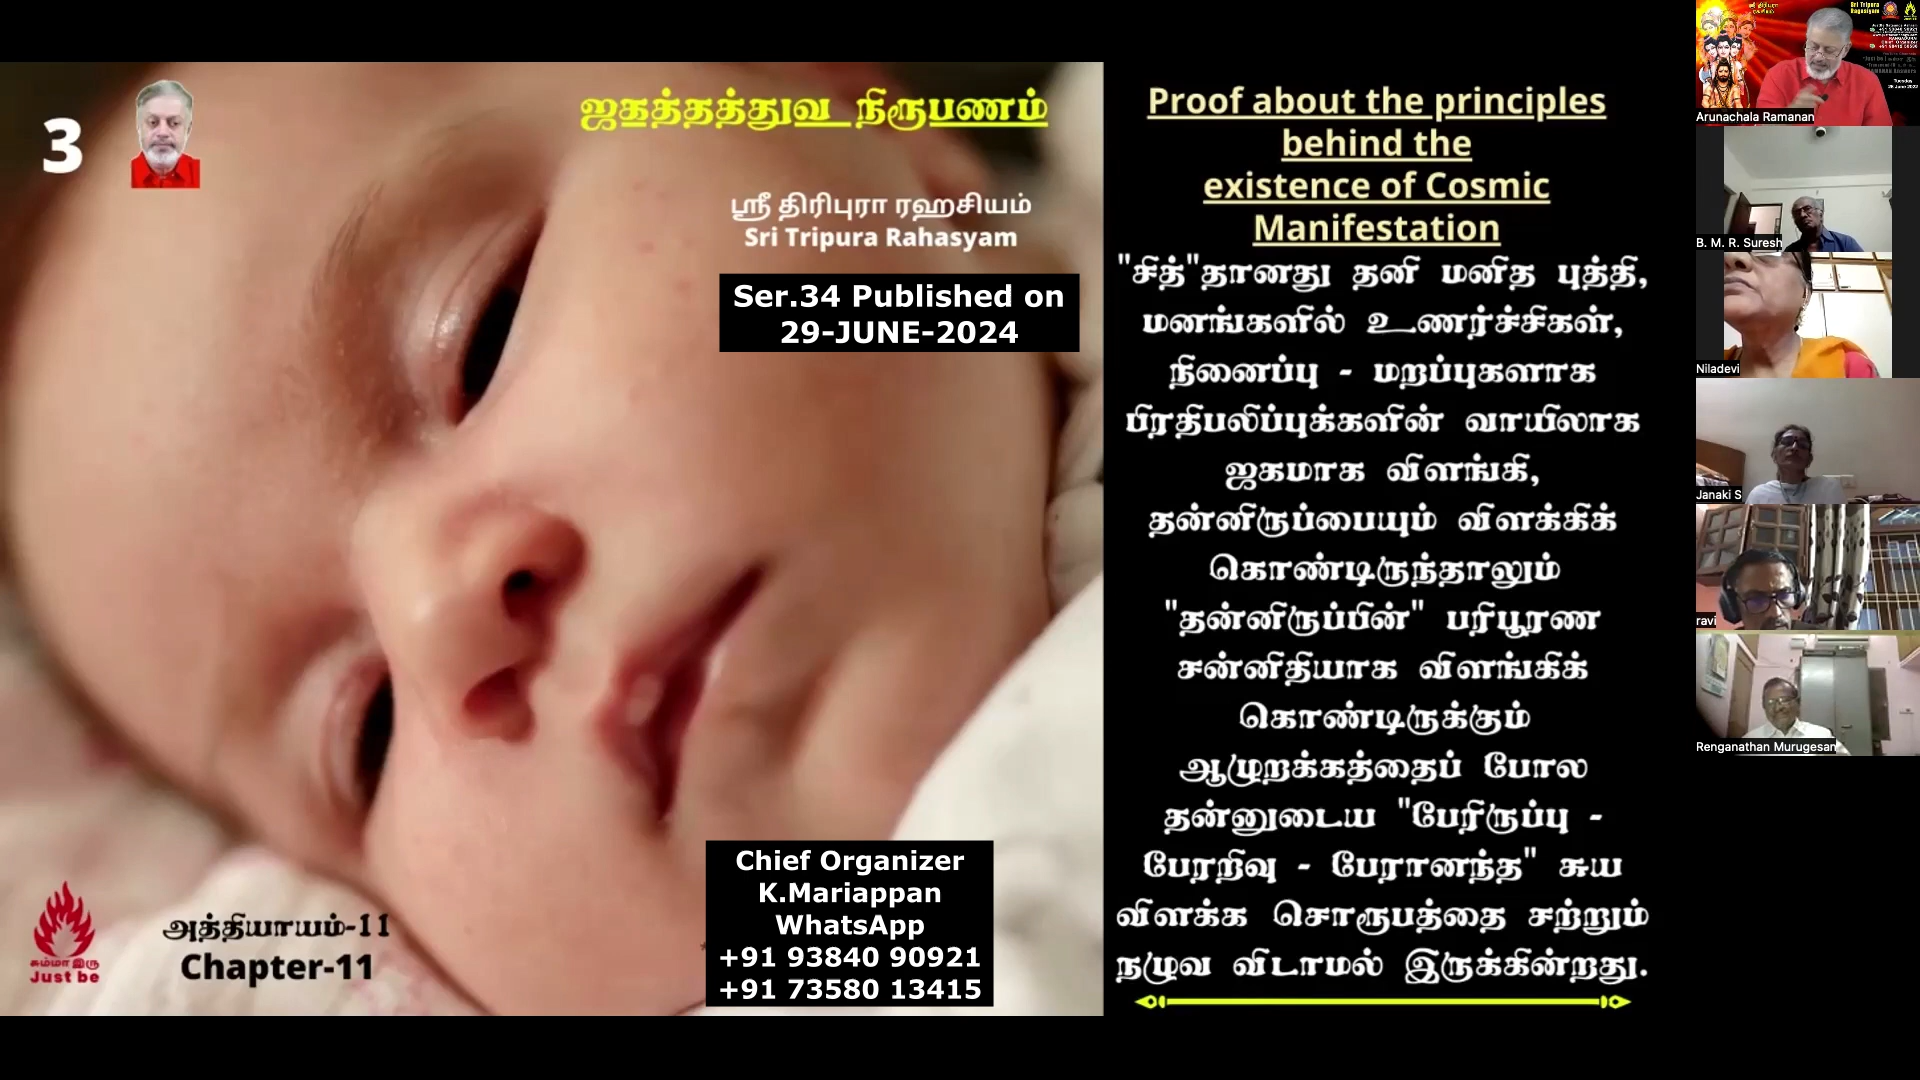 3
ஜகத்தத்துவ நிரூபணம்
ஸ்ரீ திரிபுரா ரஹசியம்
Sri Tripura Rahasyam
Ser.34 Published on
29-JUNE-2024
Chief Organizer
K.Mariappan
WhatsApp
+91 93840 90921
+91 73580 13415
சும்மா இரு
Just be
அத்தியாயம்-11
Chapter-11
Proof about the principles
behind the
existence of Cosmic
Manifestation
"சித்"தானது தனி மனித புத்தி,
மனங்களில் உணர்ச்சிகள்,
நினைப்பு - மறப்புகளாக
பிரதிபலிப்புக்களின் வாயிலாக
ஜகமாக விளங்கி,
தன்னிருப்பையும் விளக்கிக்
கொண்டிருந்தாலும்
"தன்னிருப்பின்" பரிபூரண
சன்னிதியாக விளங்கிக்
கொண்டிருக்கும்
ஆழுறக்கத்தைப் போல
தன்னுடைய "பேரிருப்பு -
பேரறிவு - பேரானந்த" சுய
விளக்க சொரூபத்தை சற்றும்
நழுவ விடாமல் இருக்கின்றது.
Sri Tripura
Arunachala Ramanan
B. M. R. Suresh
Niladevi
Janaki S
ravi
Renganathan Murugesan